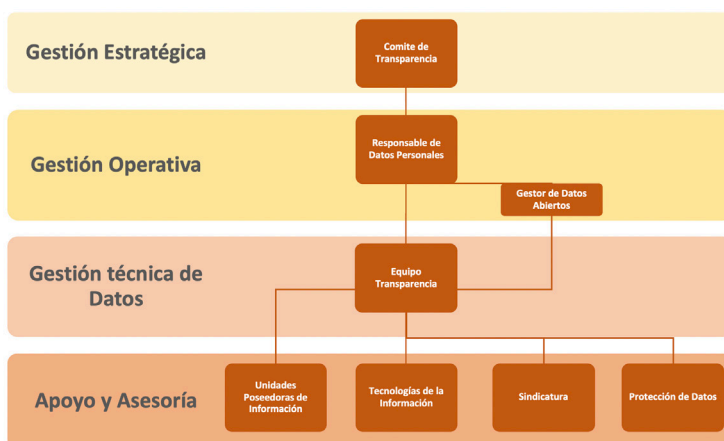 Gestión Estratégica
Comite de
Transparencia
Gestión Operativa
Responsable de
Datos Personales
Gestor de Datos
Abiertos
Gestión técnica de
Datos
Equipo
Transparencia
Apoyo y Asesoría
Unidades
Poseedoras de
Información
Tecnologías de la
Información
Sindicatura
Protección de Datos